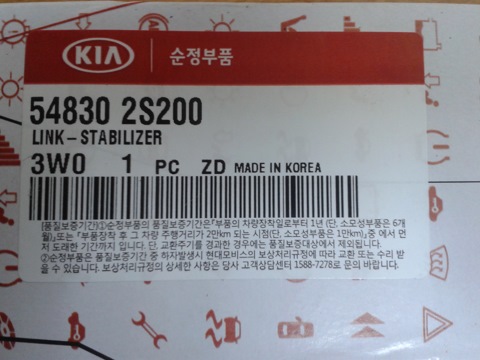 KIA 순정부품
54830 2S200
LINK-STABILIZER
3W0 1 PC ZD MADE IN KOREA
[품질보증기간]①순정부품의 품질보증기간은「부품의 차량장착일로부터 1년(단, 소모성부품은 6개
월)」또는 「부품장착 후 그 차량 주행거리가 2만km 되는 시점(단, 소모성부품은 1만km)」중 에서 먼
저 도래한 기간까지 입니다. 단, 교환주기를 경과한 경우에는 품질보증대상에서 제외됩니다.
②순정부품은 품질보증기간 중 하자발생시 현대모비스의 보상처리규정에 따라 교환 또는 수리 받
을 수 있습니다. 보상처리규정의 상세한 사항은 당사 고객상담센터 1588-7278로 문의 바랍니다.